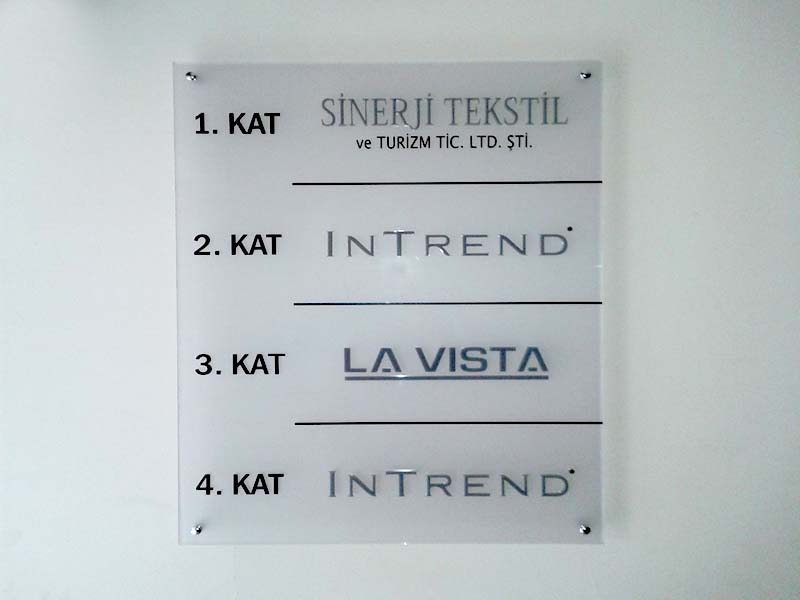 1. KAT SİNERJİ TEKSTİL
ve TURİZM TİC. LTD. ŞTİ.
2. KAT INTREND
3. KAT LA VISTA
4. KAT INTREND